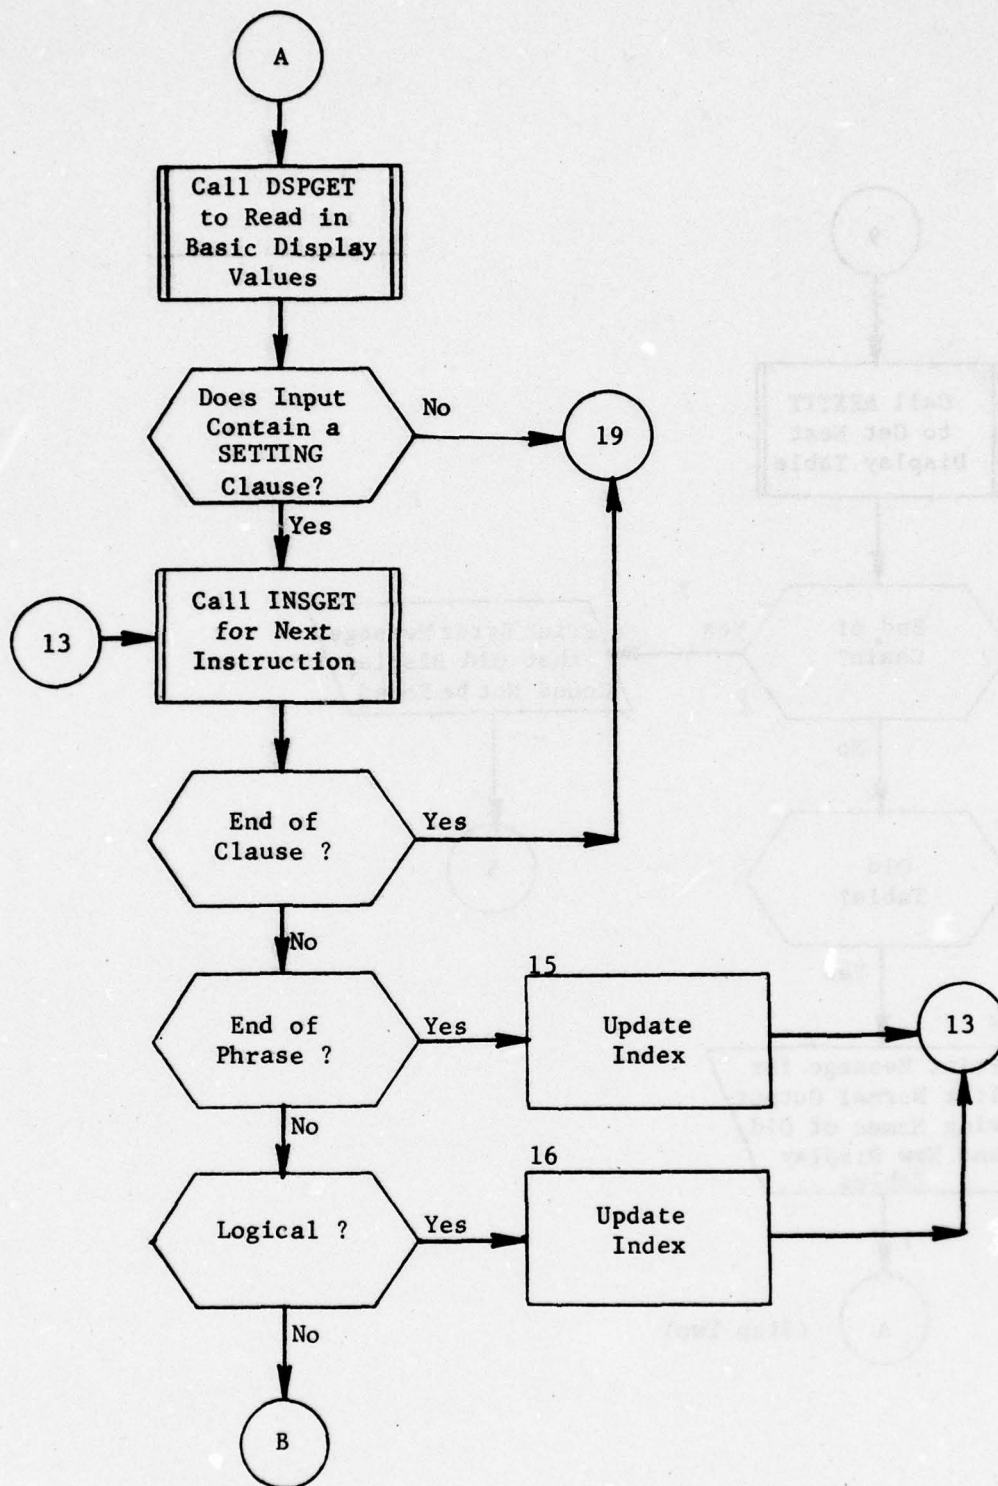 A
Call DSPGET
to Read in
Basic Display
Values
Does Input
Contain a
SETTING
Clause?
No
19
Yes
13
Call INSGET
for Next
Instruction
End of
Clause ?
Yes
No
End of
Phrase ?
Yes
15
Update
Index
13
No
Logical ?
Yes
16
Update
Index
No
B